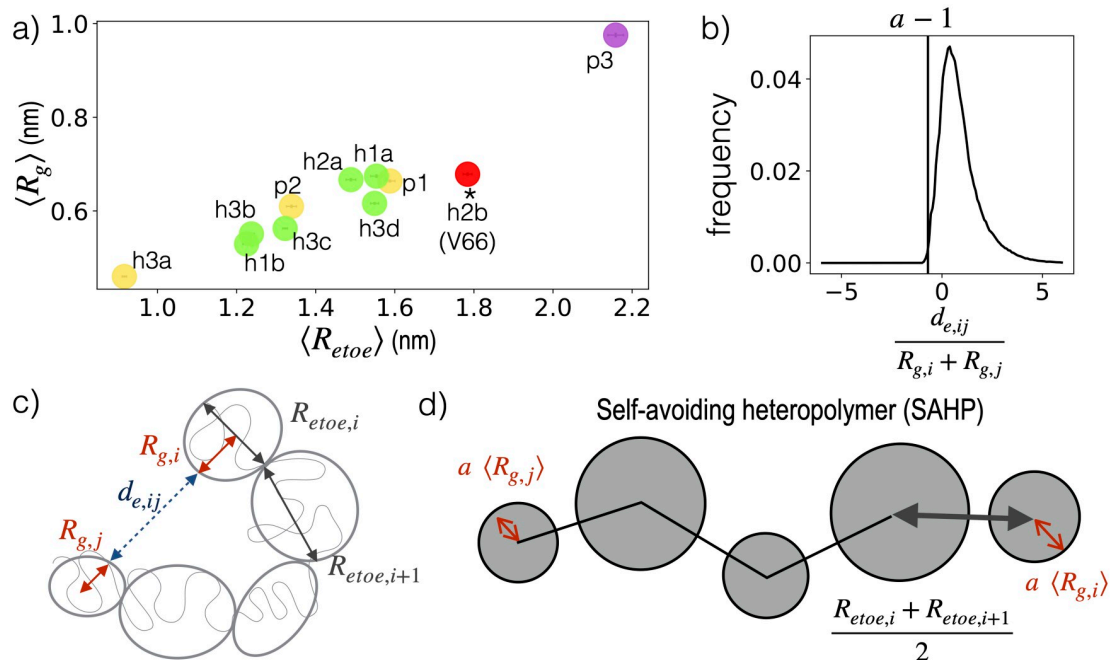 a)
⟨R_g⟩ (nm)
1.0
0.8
0.6
p3
h2a
h1a
p2
p1
h3b
h3d
*
h2b
(V66)
h3c
h1b
h3a
1.0 1.2 1.4 1.6 1.8 2.0 2.2
⟨R_etoe⟩ (nm)
b)
a − 1
frequency
0.04
0.02
0.00
−5 0 5
d_e,ij
R_g,i + R_g,j
c)
R_etoe,i
R_g,i
d_e,ij
R_g,j
R_etoe,i+1
d)
Self-avoiding heteropolymer (SAHP)
a ⟨R_g,j⟩
a ⟨R_g,i⟩
R_etoe,i + R_etoe,i+1
2